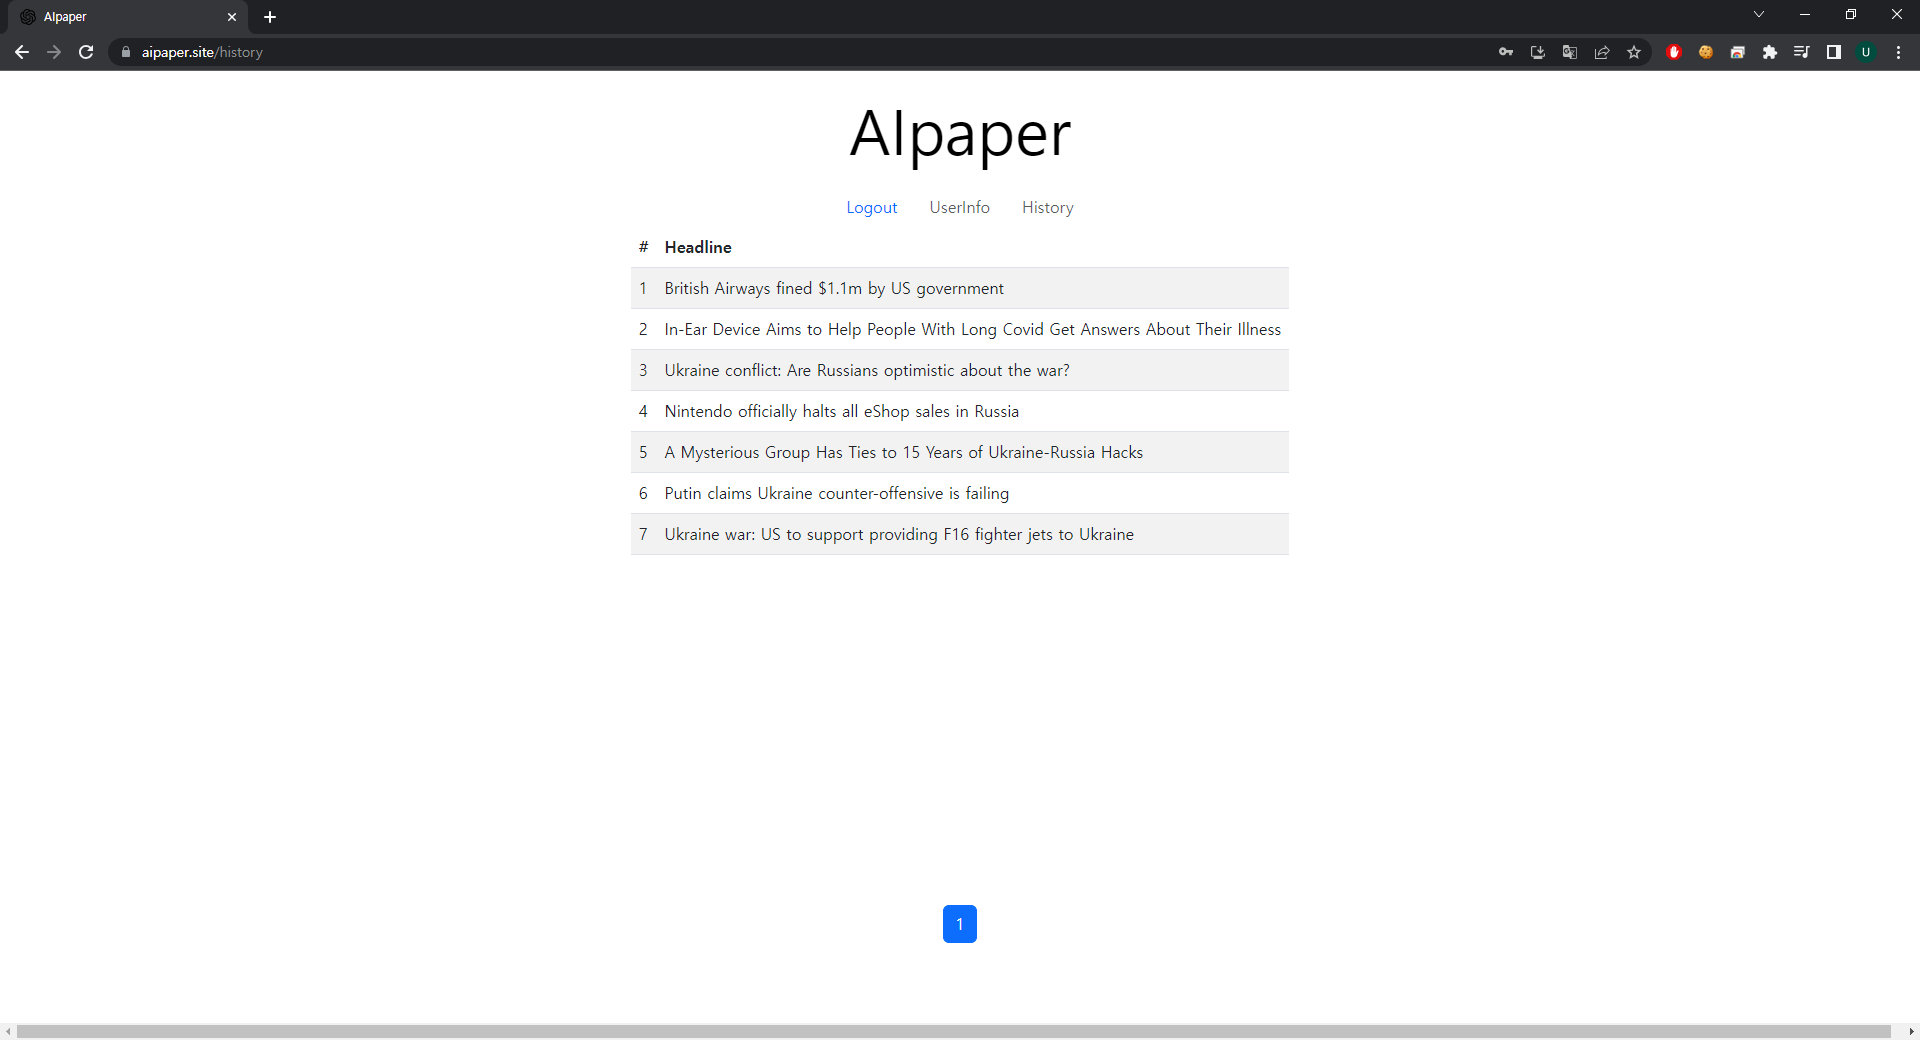 AIpaper
aipaper.site/history
U
AIpaper
Logout UserInfo History
# Headline
1 British Airways fined $1.1m by US government
2 In-Ear Device Aims to Help People With Long Covid Get Answers About Their Illness
3 Ukraine conflict: Are Russians optimistic about the war?
4 Nintendo officially halts all eShop sales in Russia
5 A Mysterious Group Has Ties to 15 Years of Ukraine-Russia Hacks
6 Putin claims Ukraine counter-offensive is failing
7 Ukraine war: US to support providing F16 fighter jets to Ukraine
1